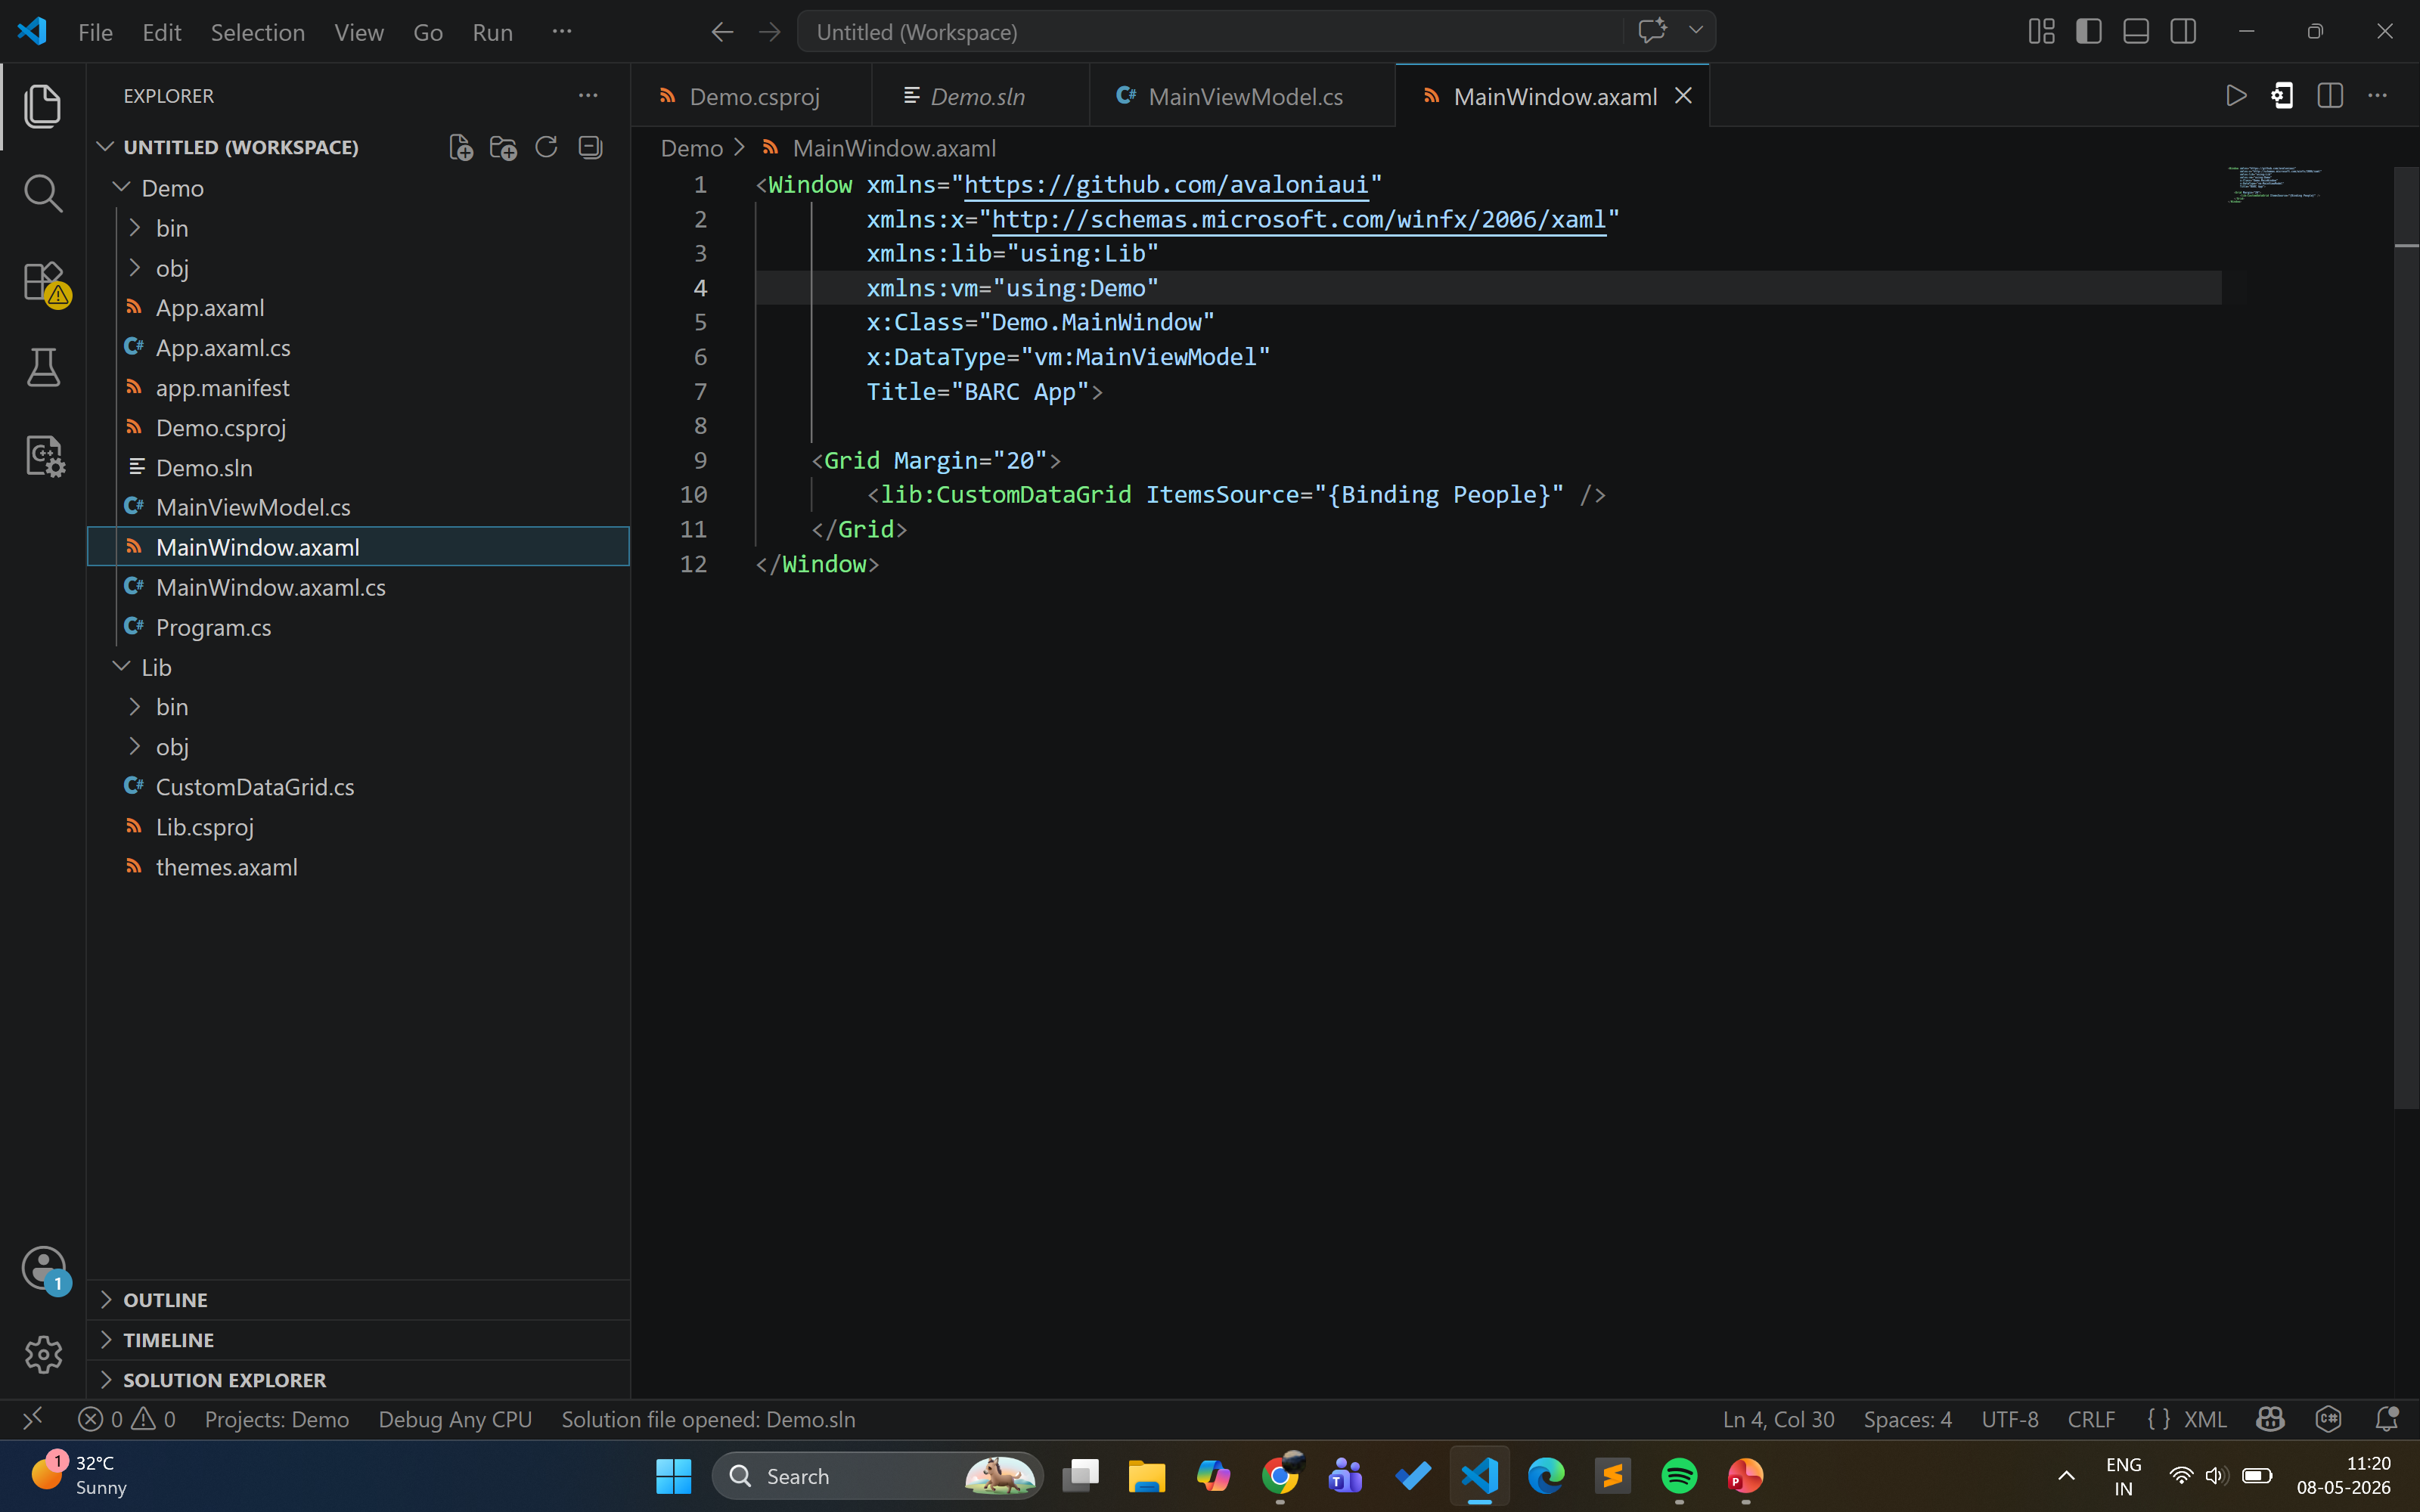 File Edit Selection View Go Run ···
Untitled (Workspace)
EXPLORER
UNTITLED (WORKSPACE)
Demo
bin
obj
App.axaml
C# App.axaml.cs
app.manifest
Demo.csproj
Demo.sln
C# MainViewModel.cs
MainWindow.axaml
C# MainWindow.axaml.cs
C# Program.cs
Lib
bin
obj
C# CustomDataGrid.cs
Lib.csproj
themes.axaml
OUTLINE
TIMELINE
SOLUTION EXPLORER
1
Demo.csproj
Demo.sln
C# MainViewModel.cs
MainWindow.axaml
Demo > MainWindow.axaml
1 <Window xmlns="https://github.com/avaloniaui"
2 xmlns:x="http://schemas.microsoft.com/winfx/2006/xaml"
3 xmlns:lib="using:Lib"
4 xmlns:vm="using:Demo"
5 x:Class="Demo.MainWindow"
6 x:DataType="vm:MainViewModel"
7 Title="BARC App">
8
9 <Grid Margin="20">
10 <lib:CustomDataGrid ItemsSource="{Binding People}" />
11 </Grid>
12 </Window>
0 0 Projects: Demo Debug Any CPU Solution file opened: Demo.sln
Ln 4, Col 30 Spaces: 4 UTF-8 CRLF { } XML
1 32°C
Sunny
Search
ENG
IN
11:20
08-05-2026